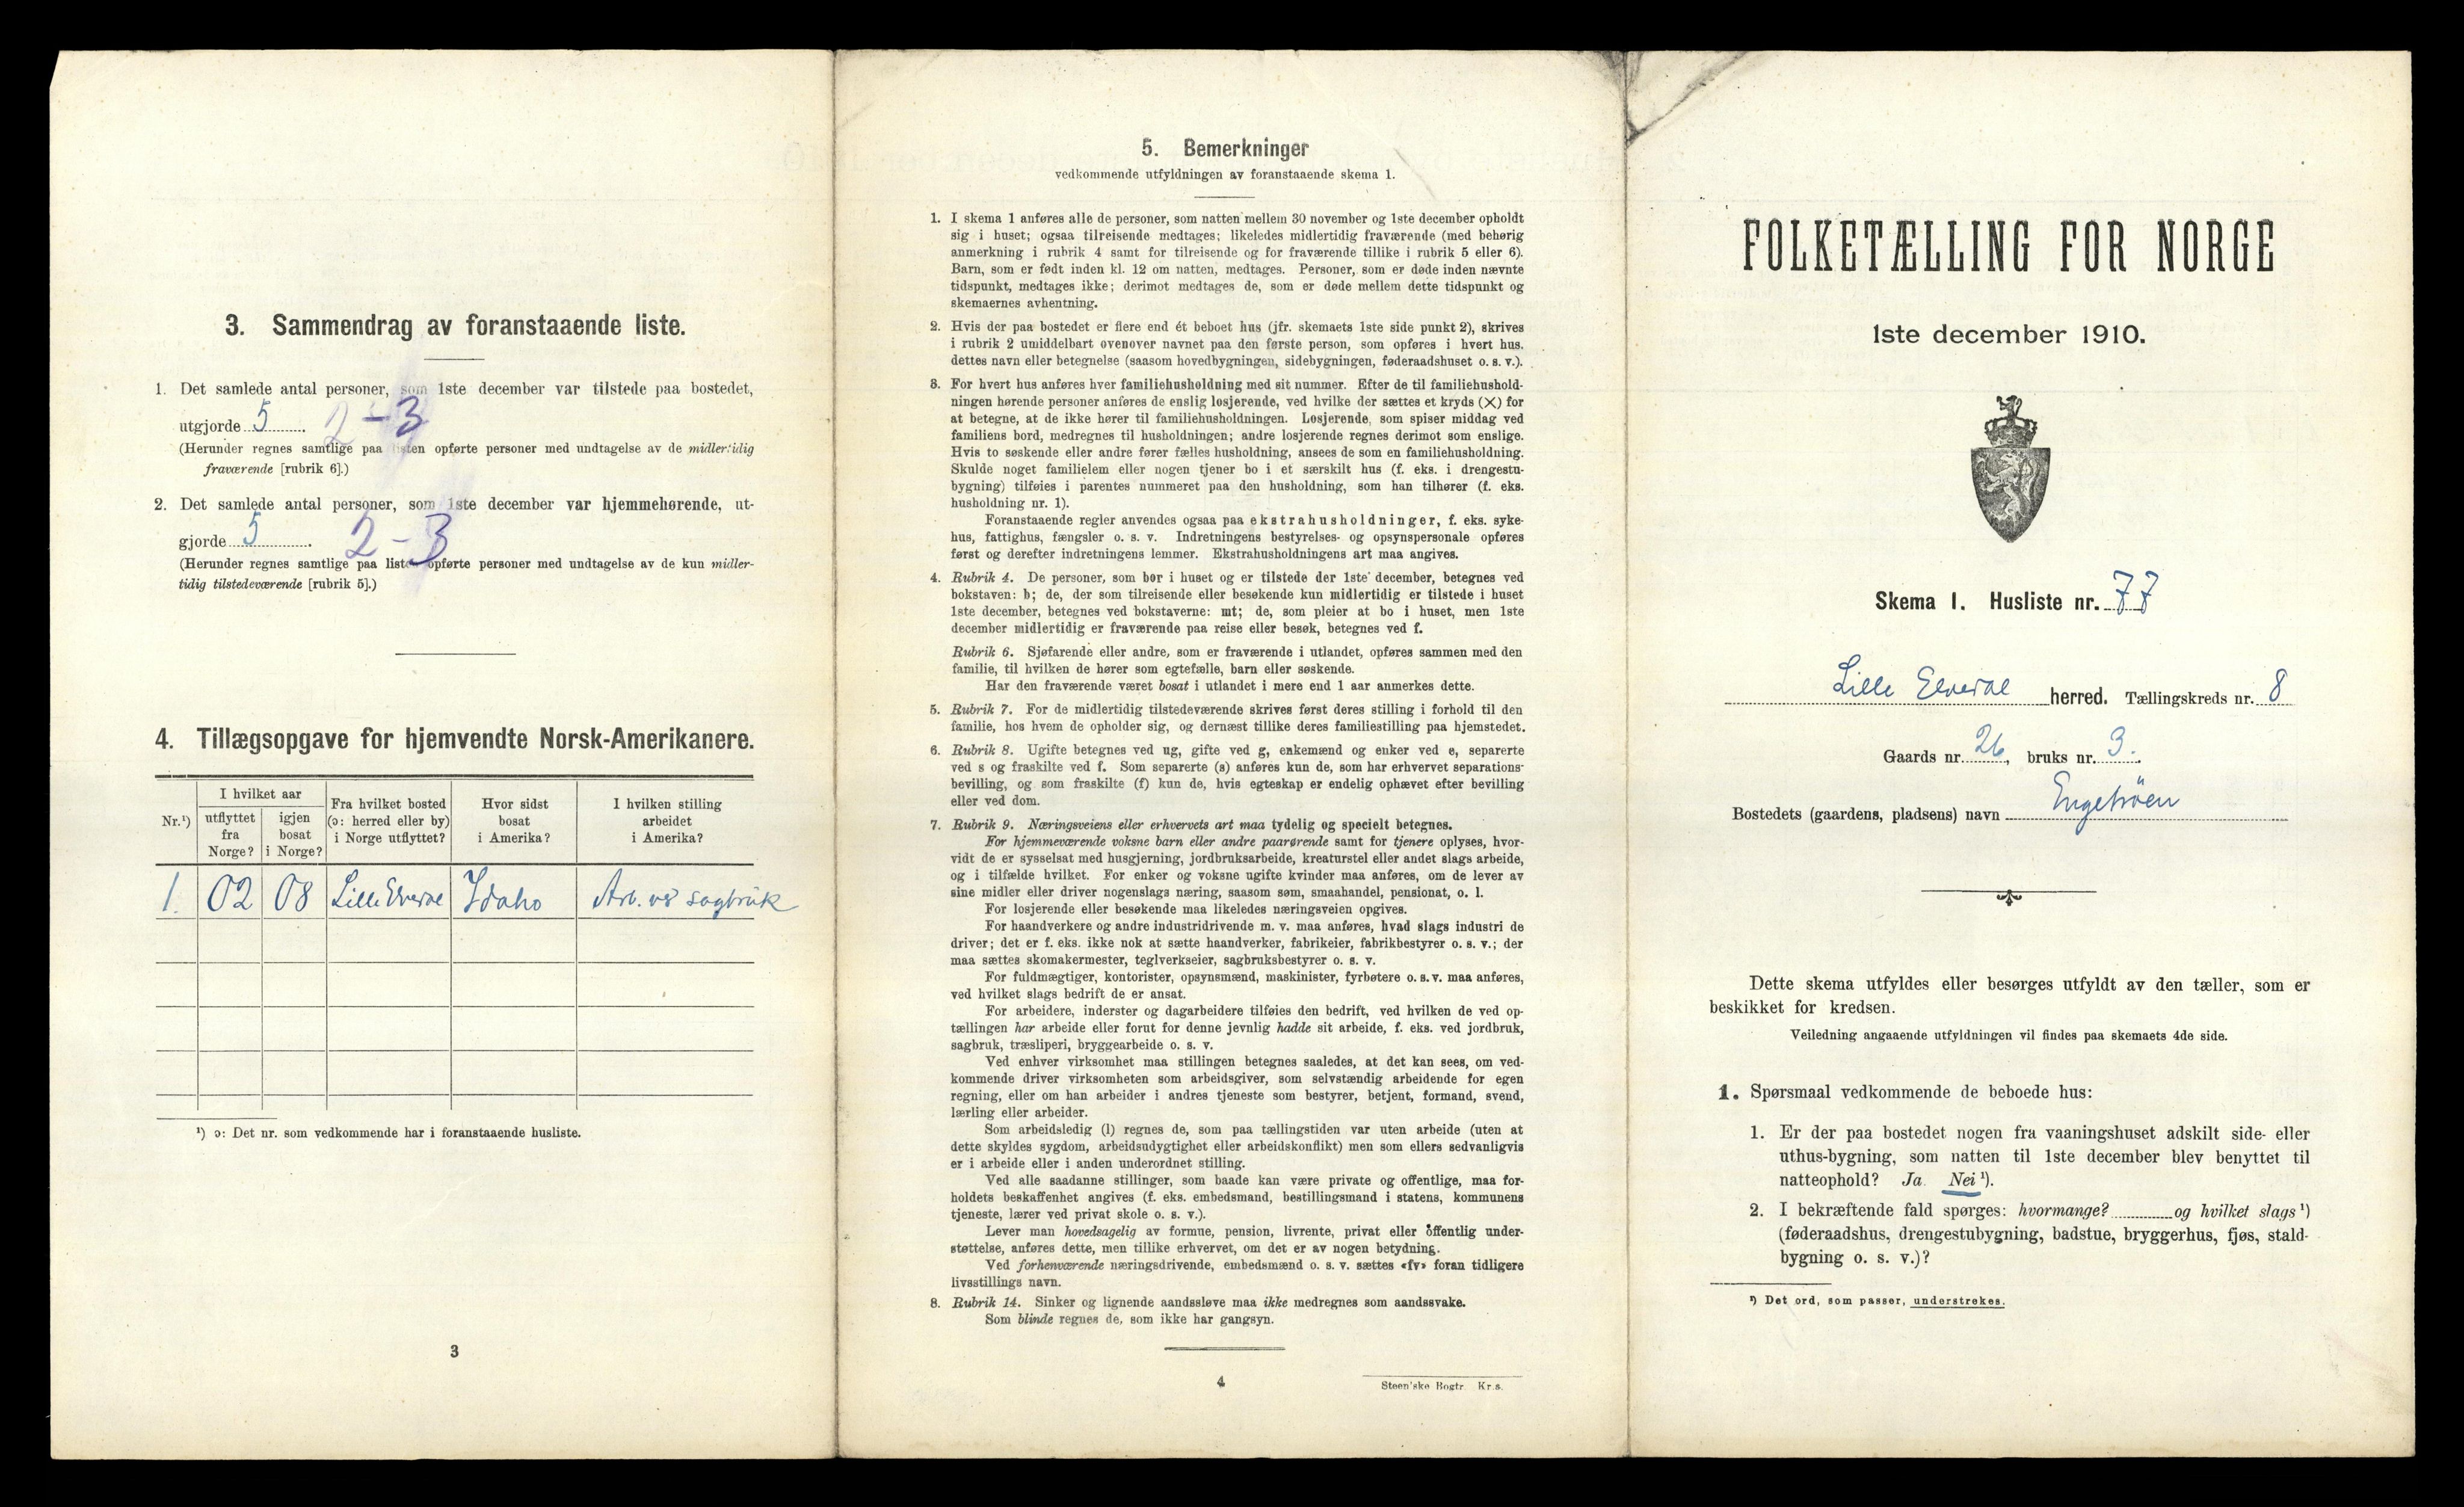 3. Sammendrag av foranstaaende liste.
1. Det samlede antal personer, som 1ste december var tilstede paa bostedet,
utgjorde 5. 2-3
(Herunder regnes samtlige paa listen opførte personer med undtagelse av de midlertidig
fraværende [rubrik 6].)
2. Det samlede antal personer, som 1ste december var hjemmehørende, ut-
gjorde 5. 2-3
(Herunder regnes samtlige paa listen opførte personer med undtagelse av de kun midler-
tidig tilstedeværende [rubrik 5].)
4. Tillægsopgave for hjemvendte Norsk-Amerikanere.
Nr.¹)
I hvilket aar
utflyttet
fra
Norge?
igjen
bosat
i Norge?
Fra hvilket bosted
(ɔ: herred eller by)
i Norge utflyttet?
Hvor sidst
bosat
i Amerika?
I hvilken stilling
arbeidet
i Amerika?
1. 02 08 Lille Elvedal Idaho Arb. ved sagbruk
¹) ɔ: Det nr. som vedkommende har i foranstaaende husliste.
3
5. Bemerkninger
vedkommende utfyldningen av foranstaaende skema 1.
1. I skema 1 anføres alle de personer, som natten mellem 30 november og 1ste december opholdt
sig i huset; ogsaa tilreisende medtages; likeledes midlertidig fraværende (med behørig
anmerkning i rubrik 4 samt for tilreisende og for fraværende tillike i rubrik 5 eller 6).
Barn, som er født inden kl. 12 om natten, medtages. Personer, som er døde inden nævnte
tidspunkt, medtages ikke; derimot medtages de, som er døde mellem dette tidspunkt og
skemaernes avhentning.
2. Hvis der paa bostedet er flere end ét beboet hus (jfr. skemaets 1ste side punkt 2), skrives
i rubrik 2 umiddelbart ovenover navnet paa den første person, som opføres i hvert hus,
dettes navn eller betegnelse (saasom hovedbygningen, sidebygningen, føderaadshuset o. s. v.).
3. For hvert hus anføres hver familiehusholdning med sit nummer. Efter de til familiehushold-
ningen hørende personer anføres de enslig losjerende, ved hvilke der sættes et kryds (×) for
at betegne, at de ikke hører til familiehusholdningen. Losjerende, som spiser middag ved
familiens bord, medregnes til husholdningen; andre losjerende regnes derimot som enslige.
Hvis to søskende eller andre fører fælles husholdning, ansees de som en familiehusholdning.
Skulde noget familielem eller nogen tjener bo i et særskilt hus (f. eks. i drengestu-
bygning) tilføies i parentes nummeret paa den husholdning, som han tilhører (f. eks.
husholdning nr. 1).
Foranstaaende regler anvendes ogsaa paa ekstrahusholdninger, f. eks. syke-
hus, fattighus, fængsler o. s. v. Indretningens bestyrelses- og opsynspersonale opføres
først og derefter indretningens lemmer. Ekstrahusholdningens art maa angives.
4. Rubrik 4. De personer, som bor i huset og er tilstede der 1ste december, betegnes ved
bokstaven: b; de, der som tilreisende eller besøkende kun midlertidig er tilstede i huset
1ste december, betegnes ved bokstaverne: mt; de, som pleier at bo i huset, men 1ste
december midlertidig er fraværende paa reise eller besøk, betegnes ved f.
Rubrik 6. Sjøfarende eller andre, som er fraværende i utlandet, opføres sammen med den
familie, til hvilken de hører som egtefælle, barn eller søskende.
Har den fraværende været bosat i utlandet i mere end 1 aar anmerkes dette.
5. Rubrik 7. For de midlertidig tilstedeværende skrives først deres stilling i forhold til den
familie, hos hvem de opholder sig, og dernæst tillike deres familiestilling paa hjemstedet.
6. Rubrik 8. Ugifte betegnes ved ug, gifte ved g, enkemænd og enker ved e, separerte
ved s og fraskilte ved f. Som separerte (s) anføres kun de, som har erhvervet separations-
bevilling, og som fraskilte (f) kun de, hvis egteskap er endelig ophævet efter bevilling
eller ved dom.
7. Rubrik 9. Næringsveiens eller erhvervets art maa tydelig og specielt betegnes.
For hjemmeværende voksne barn eller andre paarørende samt for tjenere oplyses, hvor-
vidt de er sysselsat med husgjerning, jordbruksarbeide, kreaturstel eller andet slags arbeide,
og i tilfælde hvilket. For enker og voksne ugifte kvinder maa anføres, om de lever av
sine midler eller driver nogenslags næring, saasom søm, smaahandel, pensionat, o. l.
For losjerende eller besøkende maa likeledes næringsveien opgives.
For haandverkere og andre industridrivende m. v. maa anføres, hvad slags industri de
driver; det er f. eks. ikke nok at sætte haandverker, fabrikeier, fabrikbestyrer o. s. v.; der
maa sættes skomakermester, teglverkseier, sagbruksbestyrer o. s. v.
For fuldmægtiger, kontorister, opsynsmænd, maskinister, fyrbøtere o. s. v. maa anføres,
ved hvilket slags bedrift de er ansat.
For arbeidere, inderster og dagarbeidere tilføies den bedrift, ved hvilken de ved op-
tællingen har arbeide eller forut for denne jevnlig hadde sit arbeide, f. eks. ved jordbruk,
sagbruk, træsliperi, bryggearbeide o. s. v.
Ved enhver virksomhet maa stillingen betegnes saaledes, at det kan sees, om ved-
kommende driver virksomheten som arbeidsgiver, som selvstændig arbeidende for egen
regning, eller om han arbeider i andres tjeneste som bestyrer, betjent, formand, svend,
lærling eller arbeider.
Som arbeidsledig (l) regnes de, som paa tællingstiden var uten arbeide (uten at
dette skyldes sygdom, arbeidsudygtighet eller arbeidskonflikt) men som ellers sedvanligvis
er i arbeide eller i anden underordnet stilling.
Ved alle saadanne stillinger, som baade kan være private og offentlige, maa for-
holdets beskaffenhet angives (f. eks. embedsmand, bestillingsmand i statens, kommunens
tjeneste, lærer ved privat skole o. s. v.).
Lever man hovedsagelig av formue, pension, livrente, privat eller offentlig under-
støttelse, anføres dette, men tillike erhvervet, om det er av nogen betydning.
Ved forhenværende næringsdrivende, embedsmænd o. s. v. sættes «fv» foran tidligere
livsstillings navn.
8. Rubrik 14. Sinker og lignende aandssløve maa ikke medregnes som aandssvake.
Som blinde regnes de, som ikke har gangsyn.
4
Steen'ske Bogtr. Kr.a.
FOLKETÆLLING FOR NORGE
1ste december 1910.
Skema 1. Husliste nr. 77
Lille Elvedal herred. Tællingskreds nr. 8
Gaards nr. 26, bruks nr. 3.
Bostedets (gaardens, pladsens) navn Engetrøen
Dette skema utfyldes eller besørges utfyldt av den tæller, som er
beskikket for kredsen.
Veiledning angaaende utfyldningen vil findes paa skemaets 4de side.
1. Spørsmaal vedkommende de beboede hus:
1. Er der paa bostedet nogen fra vaaningshuset adskilt side- eller
uthus-bygning, som natten til 1ste december blev benyttet til
natteophold? Ja. Nei ¹).
2. I bekræftende fald spørges: hvormange? og hvilket slags ¹)
(føderaadshus, drengestubygning, badstue, bryggerhus, fjøs, stald-
bygning o. s. v.)?
¹) Det ord, som passer, understrekes.